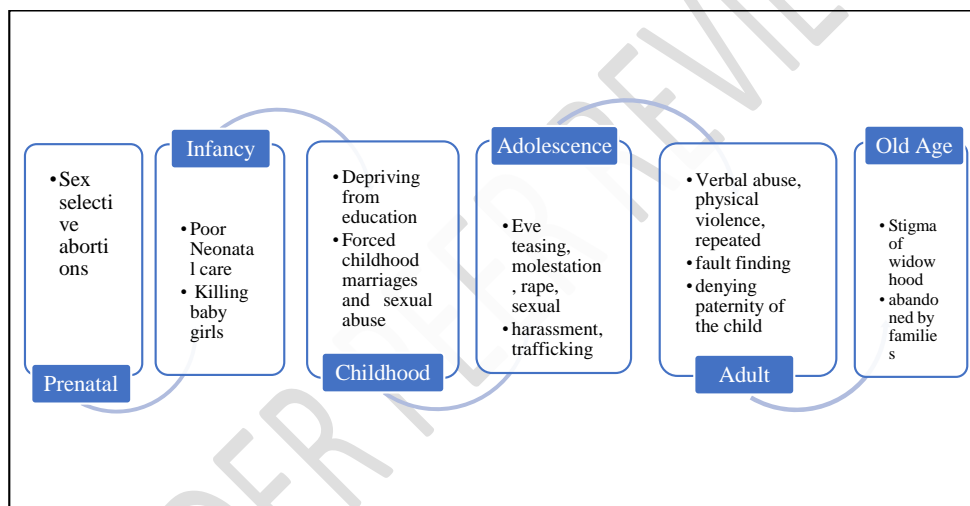 Prenatal
• Sex
selecti
ve
aborti
ons
Infancy
• Poor
Neonata
l care
• Killing
baby
girls
Childhood
• Depriving
from
education
• Forced
childhood
marriages
and sexual
abuse
Adolescence
• Eve
teasing,
molestation
, rape,
sexual
• harassment,
trafficking
Adult
• Verbal abuse,
physical
violence,
repeated
• fault finding
• denying
paternity of
the child
Old Age
• Stigma
of
widow
hood
• abando
ned by
familie
s